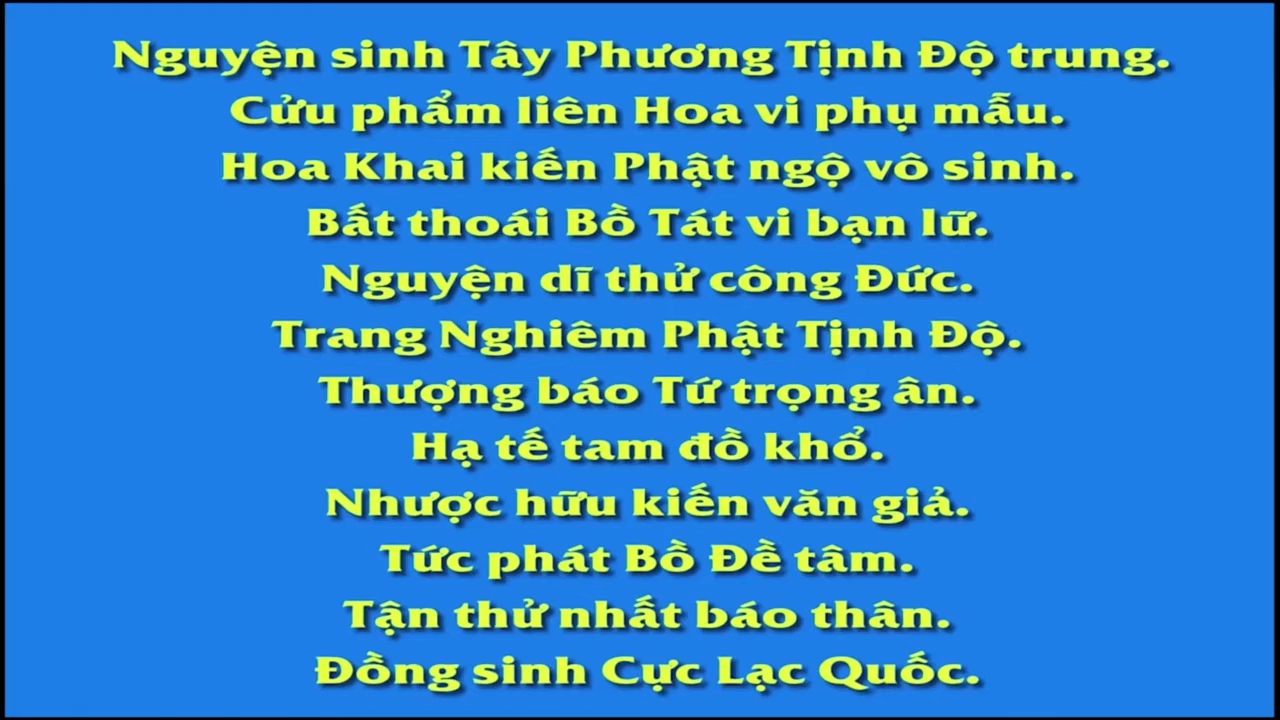 Nguyện sinh Tây Phương Tịnh Độ trung.
Cửu phẩm liên Hoa vi phụ mẫu.
Hoa Khai kiến Phật ngộ vô sinh.
Bất thoái Bồ Tát vi bạn lữ.
Nguyện dĩ thử công Đức.
Trang Nghiêm Phật Tịnh Độ.
Thượng báo Tứ trọng ân.
Hạ tế tam đồ khổ.
Nhược hữu kiến văn giả.
Tức phát Bồ Đề tâm.
Tận thử nhất báo thân.
Đồng sinh Cực Lạc Quốc.